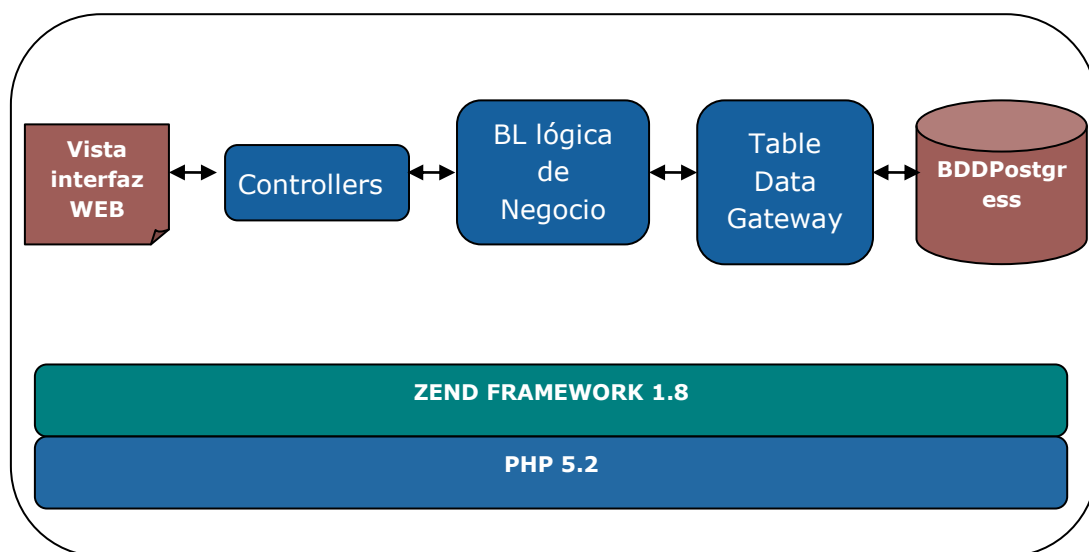 Vista
interfaz
WEB
Controllers
BL lógica
de
Negocio
Table
Data
Gateway
BDDPostgr
ess
ZEND FRAMEWORK 1.8
PHP 5.2